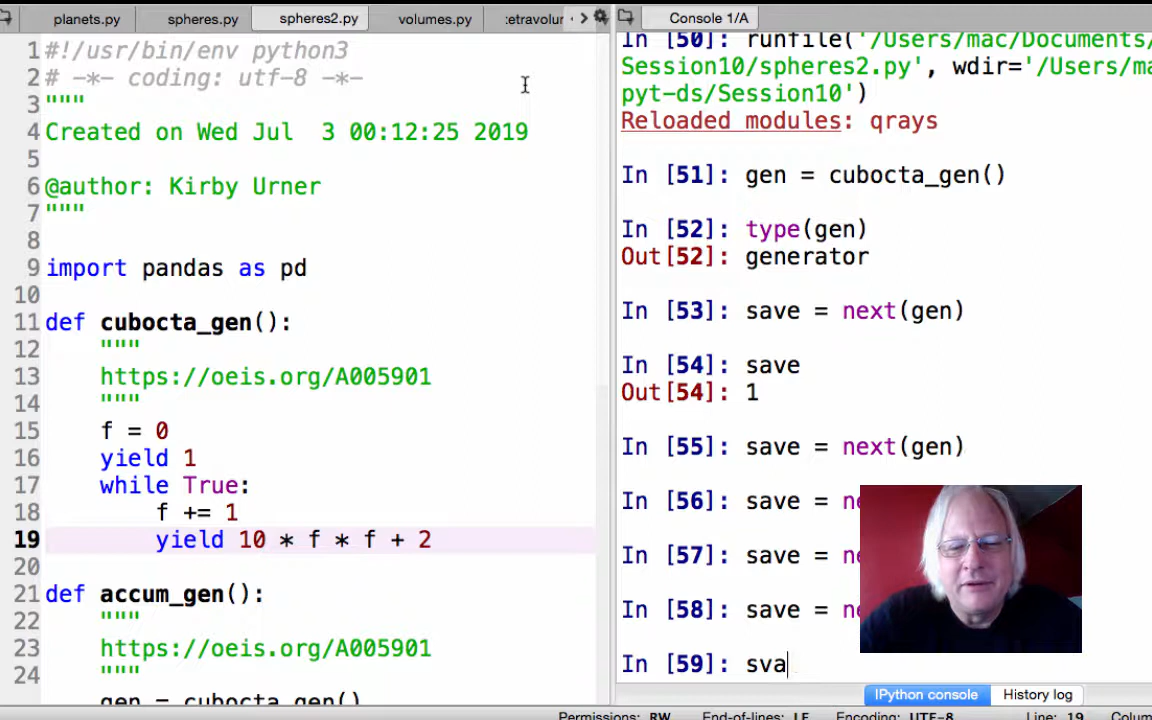 planets.py spheres.py spheres2.py volumes.py Console 1/A
1 #!/usr/bin/env python3
2 # -*- coding: utf-8 -*-
3 """
4 Created on Wed Jul  3 00:12:25 2019
5
6 @author: Kirby Urner
7 """
8
9 import pandas as pd
10
11 def cubocta_gen():
12 """
13 https://oeis.org/A005901
14 """
15 f = 0
16 yield 1
17 while True:
18 f += 1
19 yield 10 * f * f + 2
20
21 def accum_gen():
22 """
23 https://oeis.org/A005901
24 """
gen = cubocta_gen()
In [50]: runfile('/Users/mac/Documents/
Session10/spheres2.py', wdir='/Users/ma
pyt-ds/Session10')
Reloaded modules: qrays
In [51]: gen = cubocta_gen()
In [52]: type(gen)
Out[52]: generator
In [53]: save = next(gen)
In [54]: save
Out[54]: 1
In [55]: save = next(gen)
In [56]: save = ne
In [57]: save = ne
In [58]: save = ne
In [59]: sva
IPython console History log
Permissions: RW End-of-lines: LF Encoding: UTF-8 Line: 19 Colum